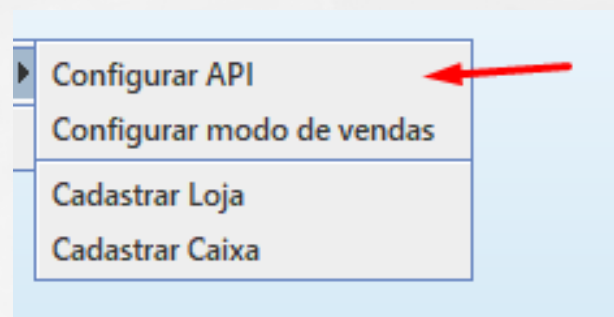 Configurar API
Configurar modo de vendas
Cadastrar Loja
Cadastrar Caixa